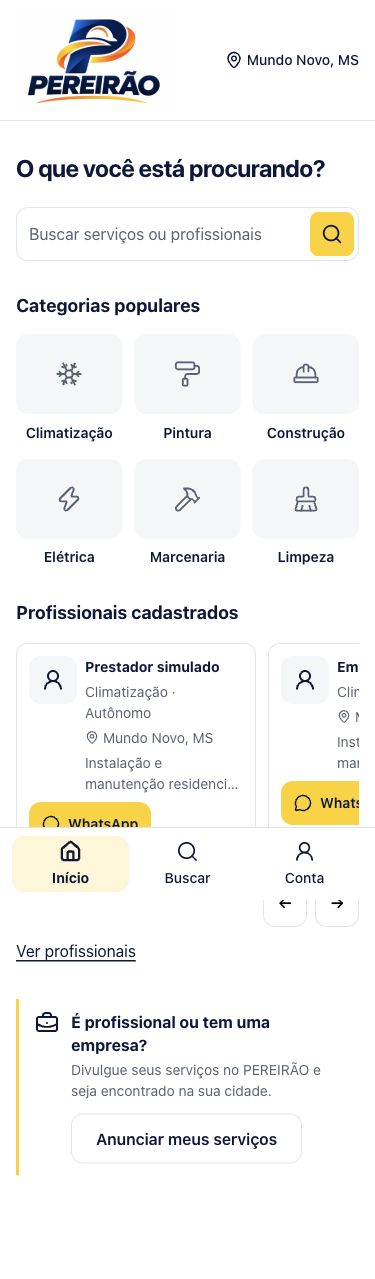 PEREIRÃO
Mundo Novo, MS
O que você está procurando?
Buscar serviços ou profissionais
Categorias populares
Climatização
Pintura
Construção
Elétrica
Marcenaria
Limpeza
Profissionais cadastrados
Prestador simulado
Climatização ·
Autônomo
Mundo Novo, MS
Instalação e
manutenção residenci...
WhatsApp
Em
Clin
M
Inst
mar
Whats
Início
Buscar
Conta
Ver profissionais
É profissional ou tem uma
empresa?
Divulgue seus serviços no PEREIRÃO e
seja encontrado na sua cidade.
Anunciar meus serviços